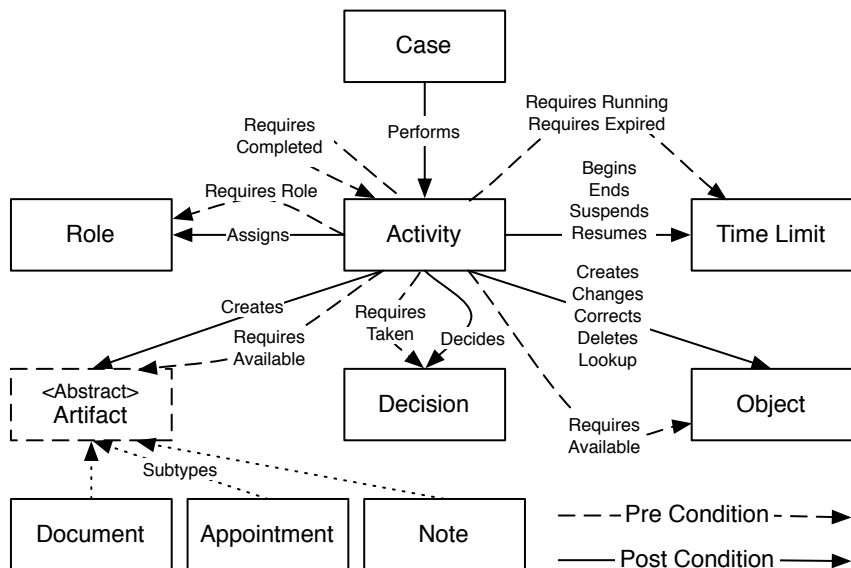 Case
Requires Running
Requires Expired
Requires
Completed
Performs
Begins
Ends
Suspends
Resumes
Requires Role
Role
Assigns
Activity
Time Limit
Creates
Changes
Corrects
Deletes
Lookup
Creates
Requires
Available
Requires
Taken
Decides
<Abstract>
Artifact
Decision
Object
Requires
Available
Subtypes
Document
Appointment
Note
Pre Condition
Post Condition